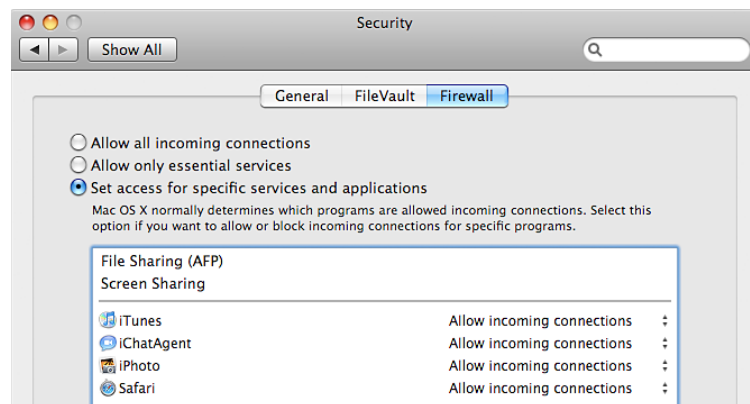 Security
Show All
General FileVault Firewall
Allow all incoming connections
Allow only essential services
Set access for specific services and applications
Mac OS X normally determines which programs are allowed incoming connections. Select this
option if you want to allow or block incoming connections for specific programs.
File Sharing (AFP)
Screen Sharing
iTunes Allow incoming connections
iChatAgent Allow incoming connections
iPhoto Allow incoming connections
Safari Allow incoming connections